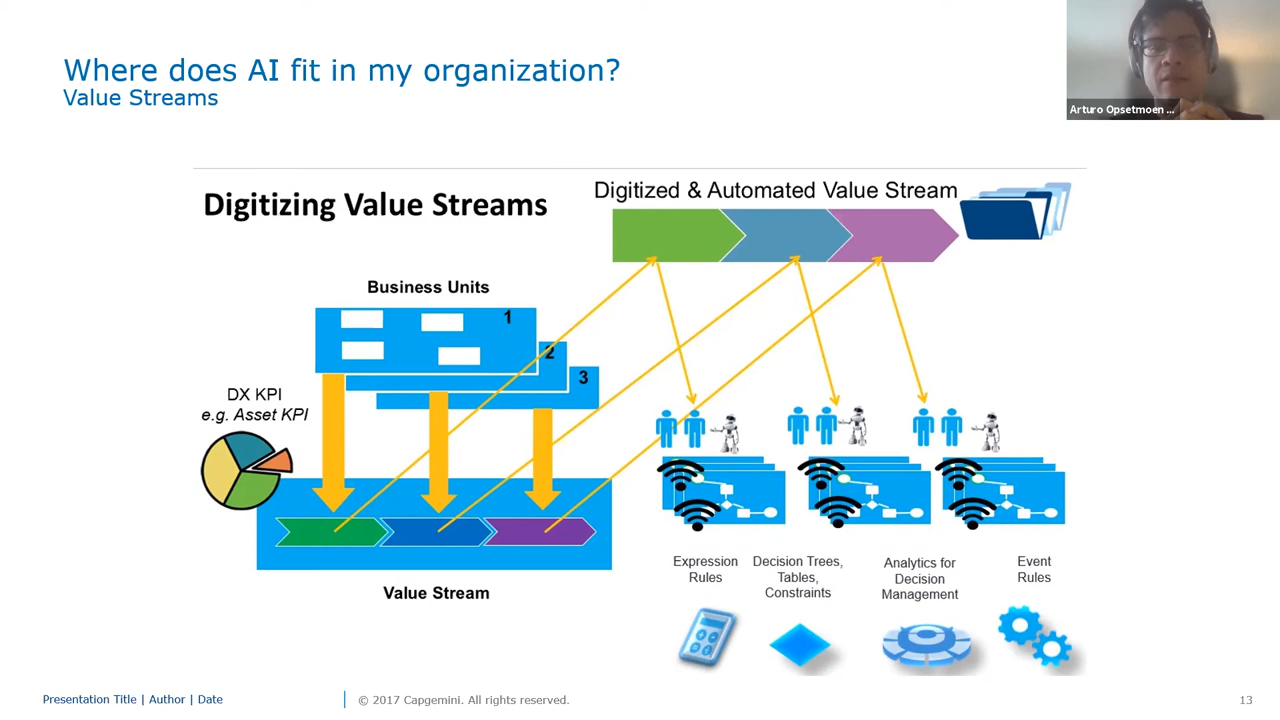 Where does AI fit in my organization?
Value Streams
Arturo Opsetmoen ...
Digitizing Value Streams
Digitized & Automated Value Stream
Business Units
1
2
3
DX KPI
e.g. Asset KPI
Value Stream
Expression
Rules
Decision Trees,
Tables,
Constraints
Analytics for
Decision
Management
Event
Rules
Presentation Title | Author | Date
© 2017 Capgemini. All rights reserved.
13